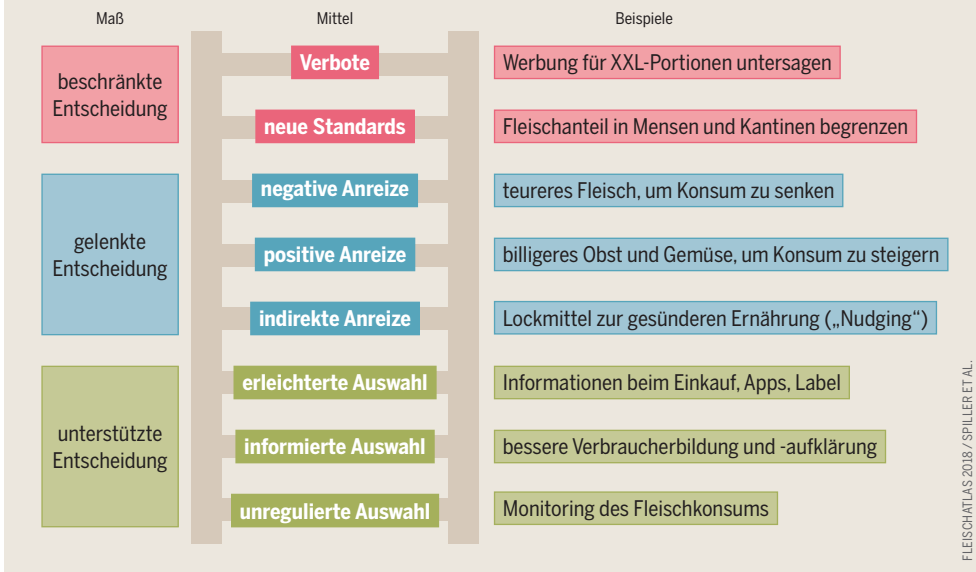 Maß Mittel Beispiele
beschränkte
Entscheidung
Verbote
Werbung für XXL-Portionen untersagen
neue Standards
Fleischanteil in Mensen und Kantinen begrenzen
gelenkte
Entscheidung
negative Anreize
teureres Fleisch, um Konsum zu senken
positive Anreize
billigeres Obst und Gemüse, um Konsum zu steigern
indirekte Anreize
Lockmittel zur gesünderen Ernährung („Nudging“)
unterstützte
Entscheidung
erleichterte Auswahl
Informationen beim Einkauf, Apps, Label
informierte Auswahl
bessere Verbraucherbildung und -aufklärung
unregulierte Auswahl
Monitoring des Fleischkonsums
FLEISCHATLAS 2018 / SPILLER ET AL.